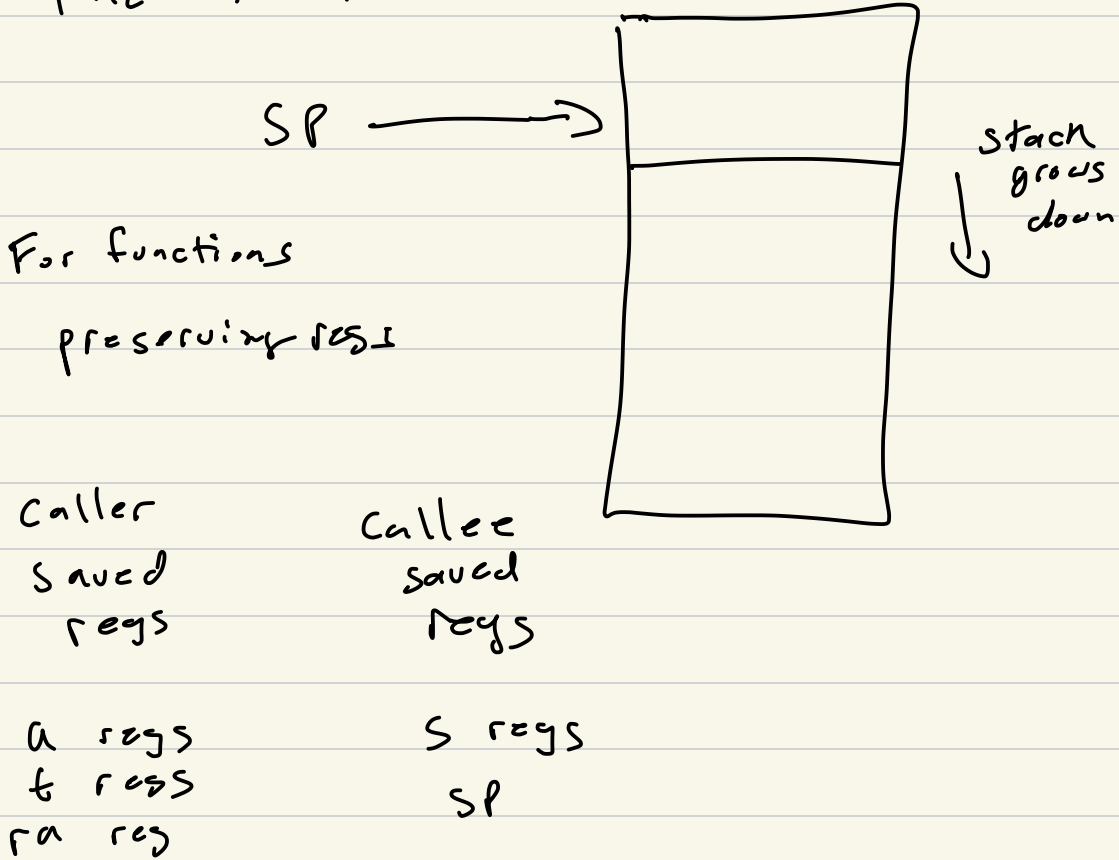 SP
stack
grows
down
For functions
preserving regs
Caller
saved
regs
Callee
saved
regs
a regs
t regs
ra reg
S regs
SP